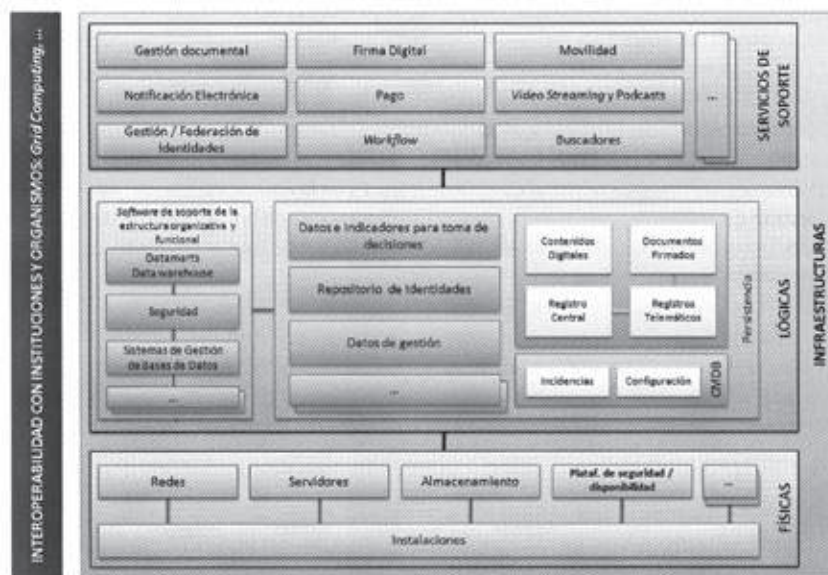 INTEROPERABILIDAD CON INSTITUCIONES Y ORGANISMOS: Grid Computing, ...
Gestión documental
Firma Digital
Movilidad
Notificación Electrónica
Pago
Video Streaming y Podcasts
Gestión / Federación de
Identidades
Workflow
Buscadores
...
SERVICIOS DE
SOPORTE
Software de soporte de la
estructura organizativa y
funcional
Datamarts
Data warehouse
Seguridad
Sistemas de Gestión
de Bases de Datos
...
Datos e Indicadores para toma de
decisiones
Repositorio de Identidades
Datos de gestión
...
Contenidos
Digitales
Documentos
Firmados
Registro
Central
Registros
Telemáticos
Incidencias
Configuración
CMDB
Persistencia
LÓGICAS
INFRAESTRUCTURAS
Redes
Servidores
Almacenamiento
Plataf. de seguridad /
disponibilidad
...
Instalaciones
FÍSICAS